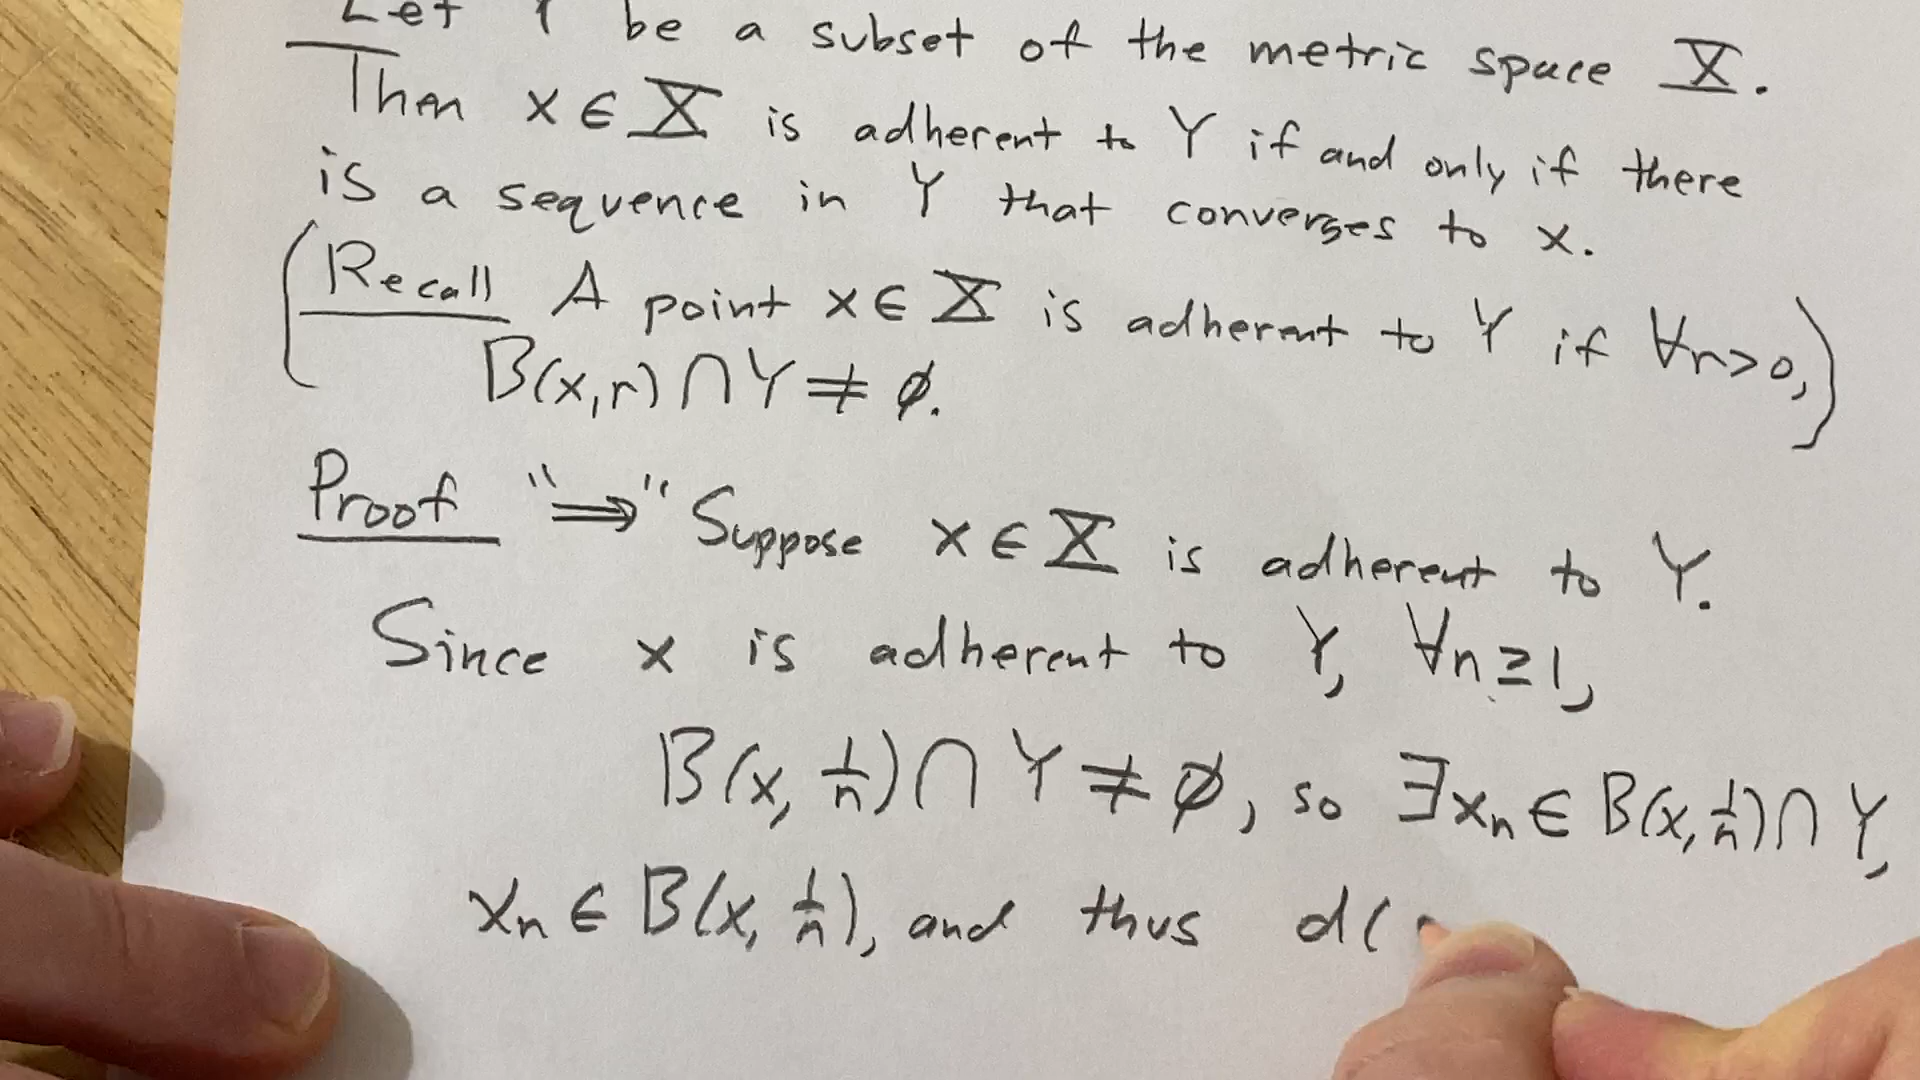 Let Y be a subset of the metric space X.
Then x ∈ X is adherent to Y if and only if there
is a sequence in Y that converges to x.
(Recall A point x ∈ X is adherent to Y if ∀r>0,)
B(x,r) ∩ Y ≠ ∅.
Proof "⇒" Suppose x ∈ X is adherent to Y.
Since x is adherent to Y, ∀n≥1,
B(x, 1/n) ∩ Y ≠ ∅, so ∃xₙ ∈ B(x, 1/n) ∩ Y,
xₙ ∈ B(x, 1/n), and thus d(